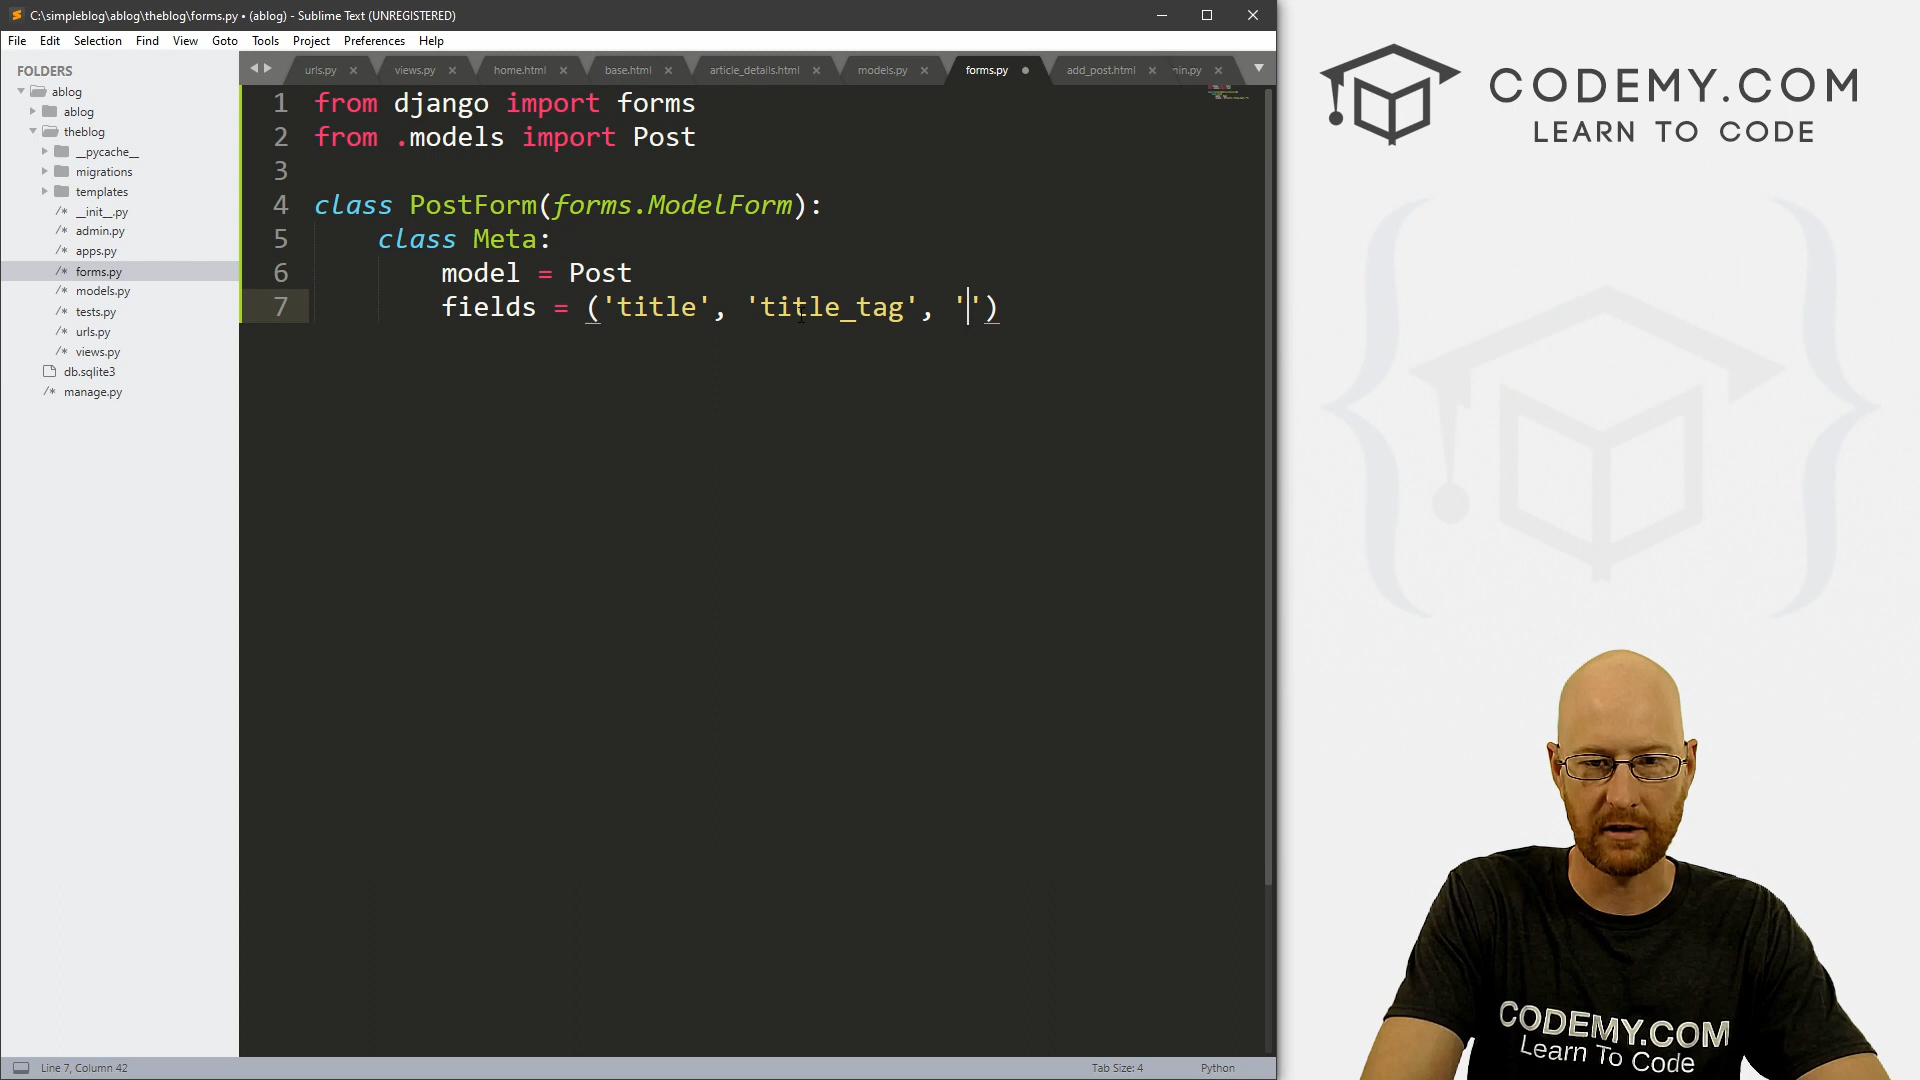 C:\simpleblog\ablog\theblog\forms.py • (ablog) - Sublime Text (UNREGISTERED)
File Edit Selection Find View Goto Tools Project Preferences Help
FOLDERS
ablog
ablog
theblog
__pycache__
migrations
templates
/* __init__.py
/* admin.py
/* apps.py
/* forms.py
/* models.py
/* tests.py
/* urls.py
/* views.py
db.sqlite3
/* manage.py
urls.py views.py home.html base.html article_details.html models.py forms.py add_post.html
1 from django import forms
2 from .models import Post
3
4 class PostForm(forms.ModelForm):
5 class Meta:
6 model = Post
7 fields = ('title', 'title_tag', '')
Line 7, Column 42
Tab Size: 4
Python
CODEMY.COM
LEARN TO CODE
CODEMY.COM
Learn To Code